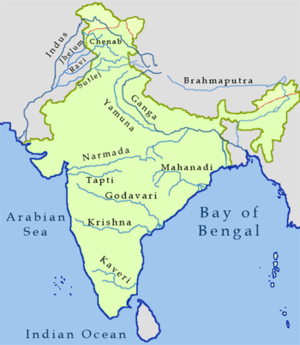 Indus
Jhelum
Chenab
Ravi
Sutlej
Brahmaputra
Ganga
Yamuna
Narmada
Mahanadi
Tapti
Godavari
Arabian
Sea
Bay of
Bengal
Krishna
Kaveri
Indian Ocean